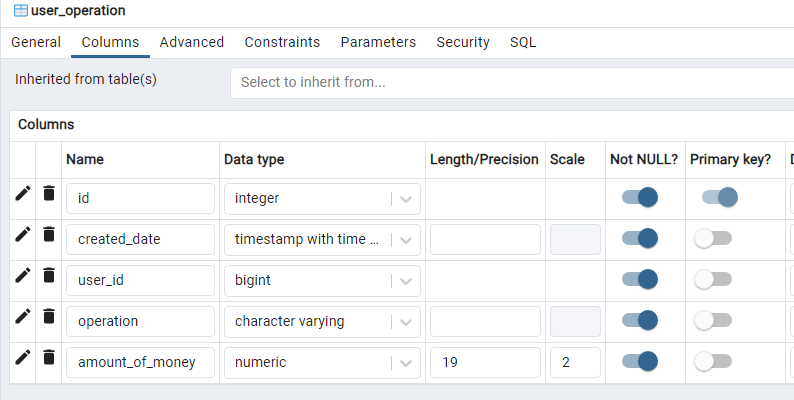 user_operation
General Columns Advanced Constraints Parameters Security SQL
Inherited from table(s) Select to inherit from...
Columns
Name Data type Length/Precision Scale Not NULL? Primary key?
id integer
created_date timestamp with time ...
user_id bigint
operation character varying
amount_of_money numeric 19 2